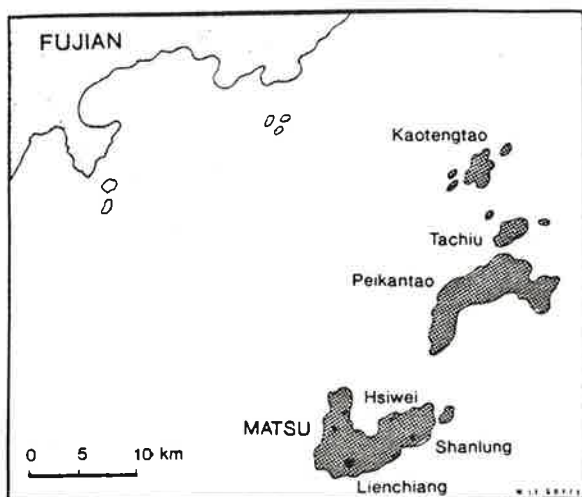 FUJIAN
Kaotengtao
Tachiu
Peikantao
Hsiwei
MATSU
Shanlung
0 5 10 km
Lienchiang